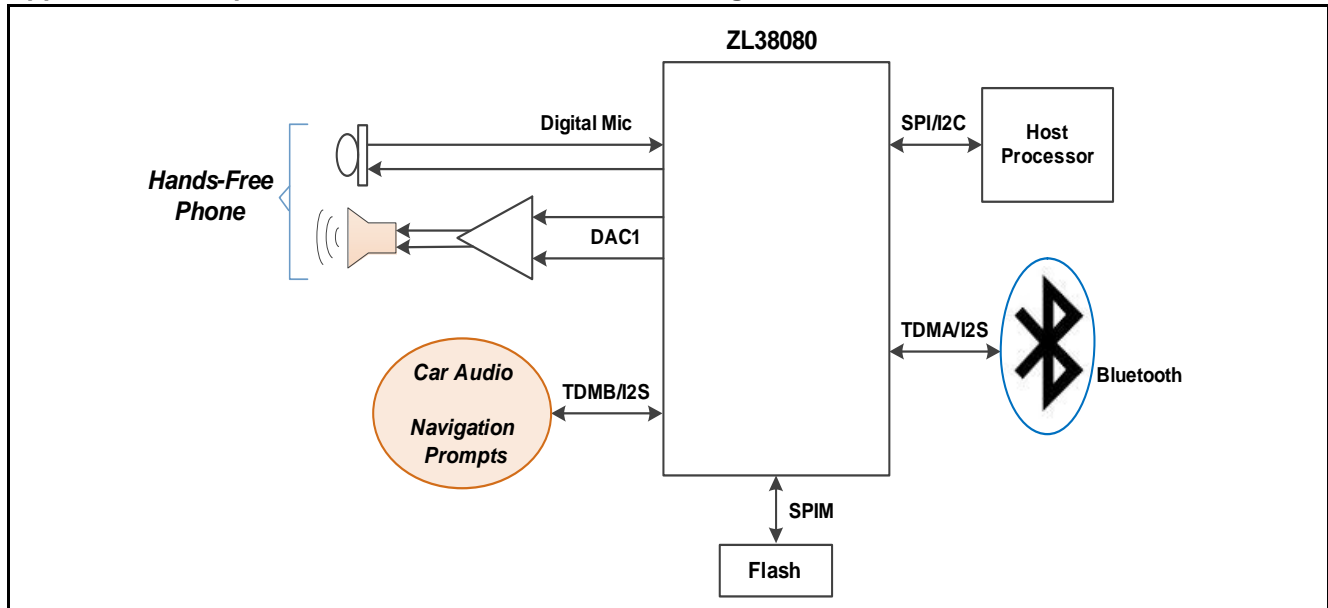 ZL38080
Digital Mic
SPI/I2C
Host
Processor
Hands-Free
Phone
DAC1
TDMA/I2S
Bluetooth
Car Audio
Navigation
Prompts
TDMB/I2S
SPIM
Flash